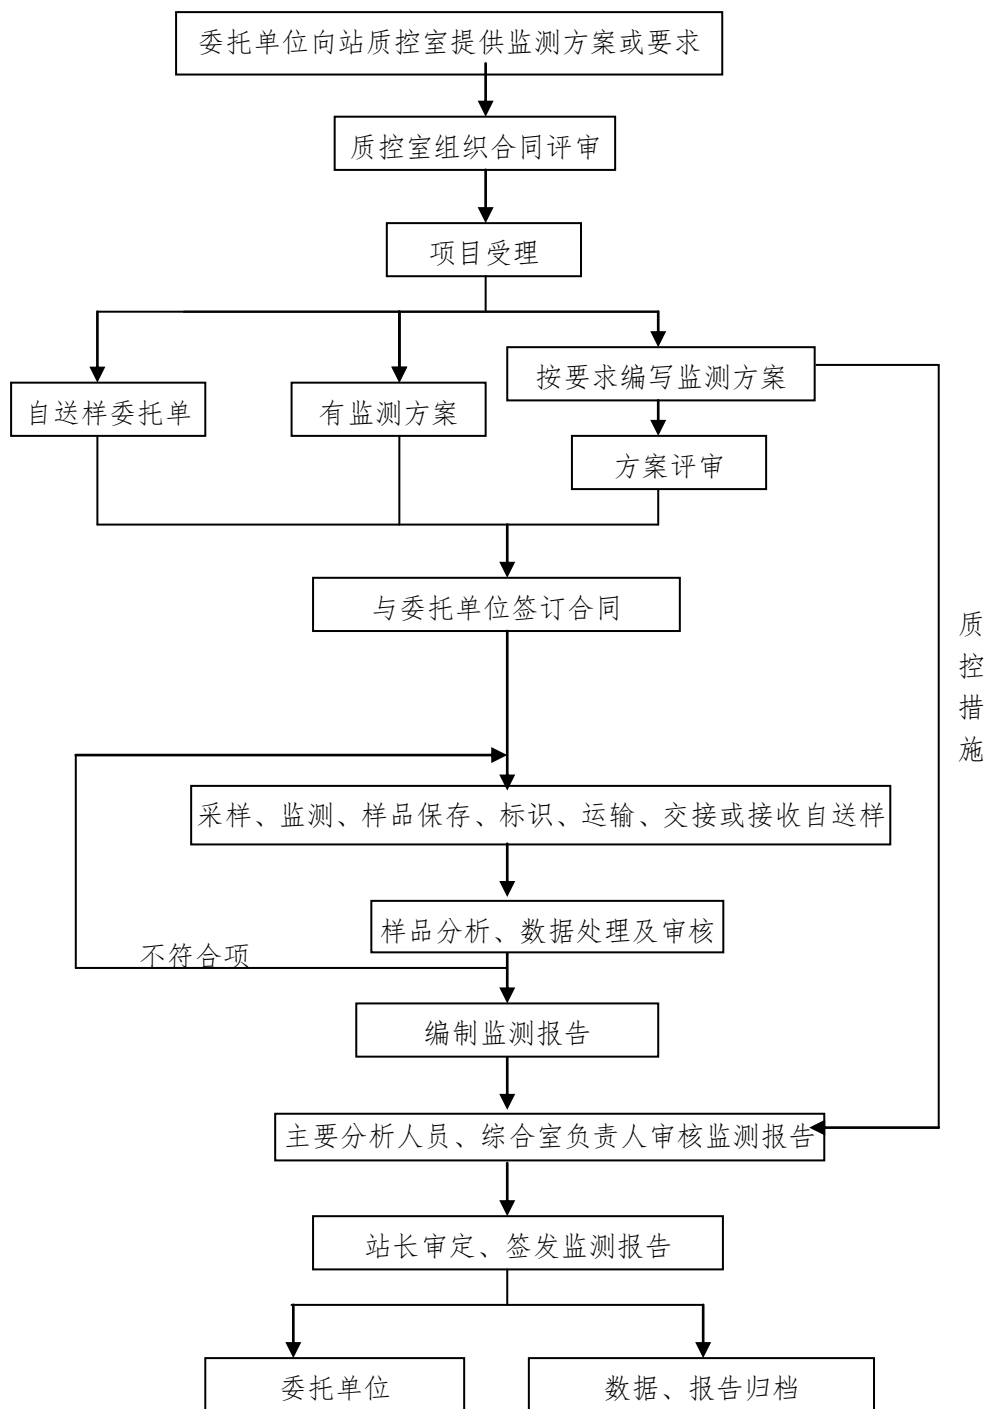 委托单位向站质控室提供监测方案或要求
质控室组织合同评审
项目受理
自送样委托单
有监测方案
按要求编写监测方案
方案评审
与委托单位签订合同
质
控
措
施
采样、监测、样品保存、标识、运输、交接或接收自送样
样品分析、数据处理及审核
不符合项
编制监测报告
主要分析人员、综合室负责人审核监测报告
站长审定、签发监测报告
委托单位
数据、报告归档